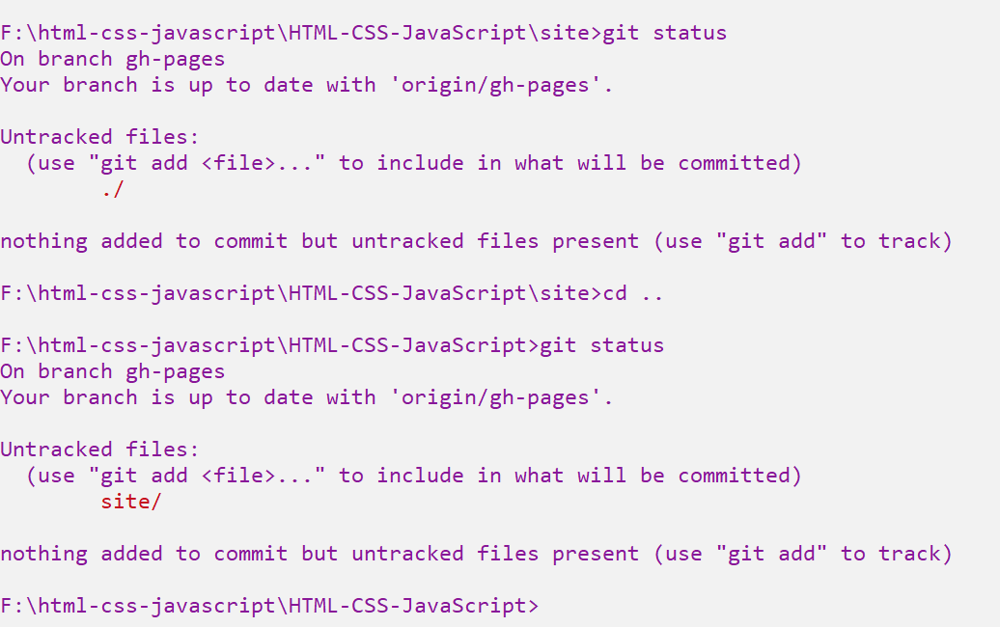 F:\html-css-javascript\HTML-CSS-JavaScript\site>git status
On branch gh-pages
Your branch is up to date with 'origin/gh-pages'.
Untracked files:
  (use "git add <file>..." to include in what will be committed)
        ./
nothing added to commit but untracked files present (use "git add" to track)
F:\html-css-javascript\HTML-CSS-JavaScript\site>cd ..
F:\html-css-javascript\HTML-CSS-JavaScript>git status
On branch gh-pages
Your branch is up to date with 'origin/gh-pages'.
Untracked files:
  (use "git add <file>..." to include in what will be committed)
        site/
nothing added to commit but untracked files present (use "git add" to track)
F:\html-css-javascript\HTML-CSS-JavaScript>